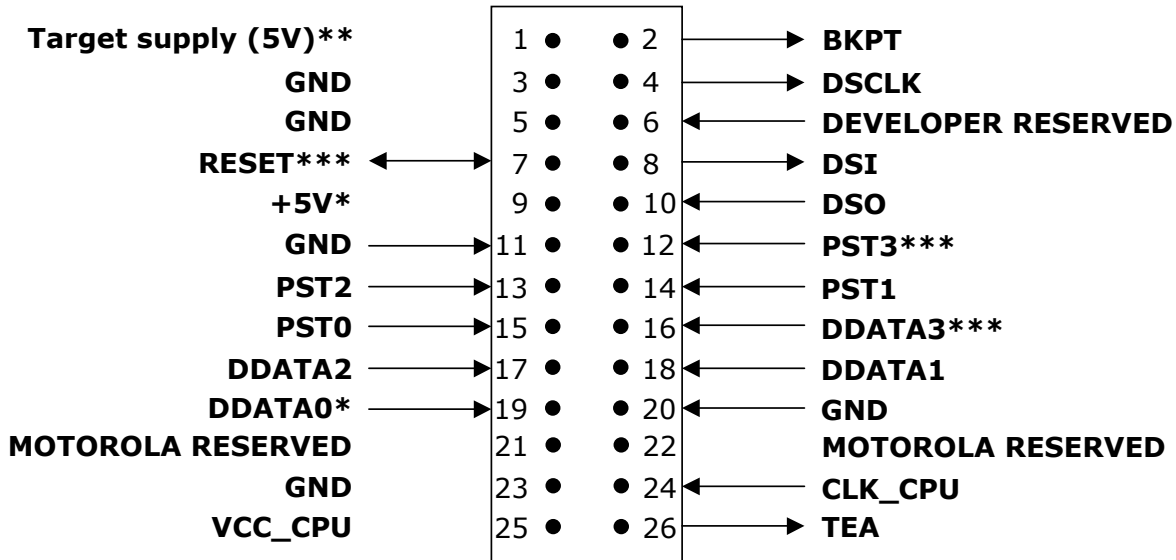 Target supply (5V)** 1 2 BKPT
GND 3 4 DSCLK
GND 5 6 DEVELOPER RESERVED
RESET*** 7 8 DSI
+5V* 9 10 DSO
GND 11 12 PST3***
PST2 13 14 PST1
PST0 15 16 DDATA3***
DDATA2 17 18 DDATA1
DDATA0* 19 20 GND
MOTOROLA RESERVED 21 22 MOTOROLA RESERVED
GND 23 24 CLK_CPU
VCC_CPU 25 26 TEA